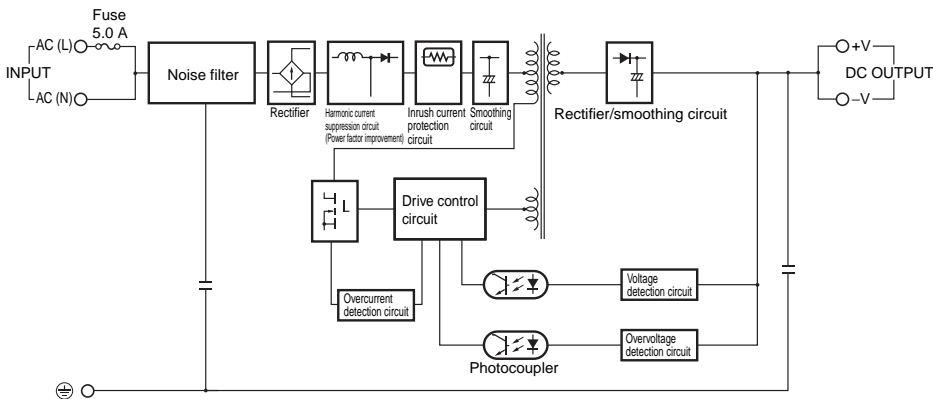 Fuse
5.0 A
AC (L)
INPUT
AC (N)
Noise filter
Rectifier
Harmonic current
suppression circuit
(Power factor improvement)
Inrush current
protection
circuit
Smoothing
circuit
Rectifier/smoothing circuit
+V
DC OUTPUT
–V
Drive control
circuit
Overcurrent
detection circuit
Voltage
detection circuit
Overvoltage
detection circuit
Photocoupler